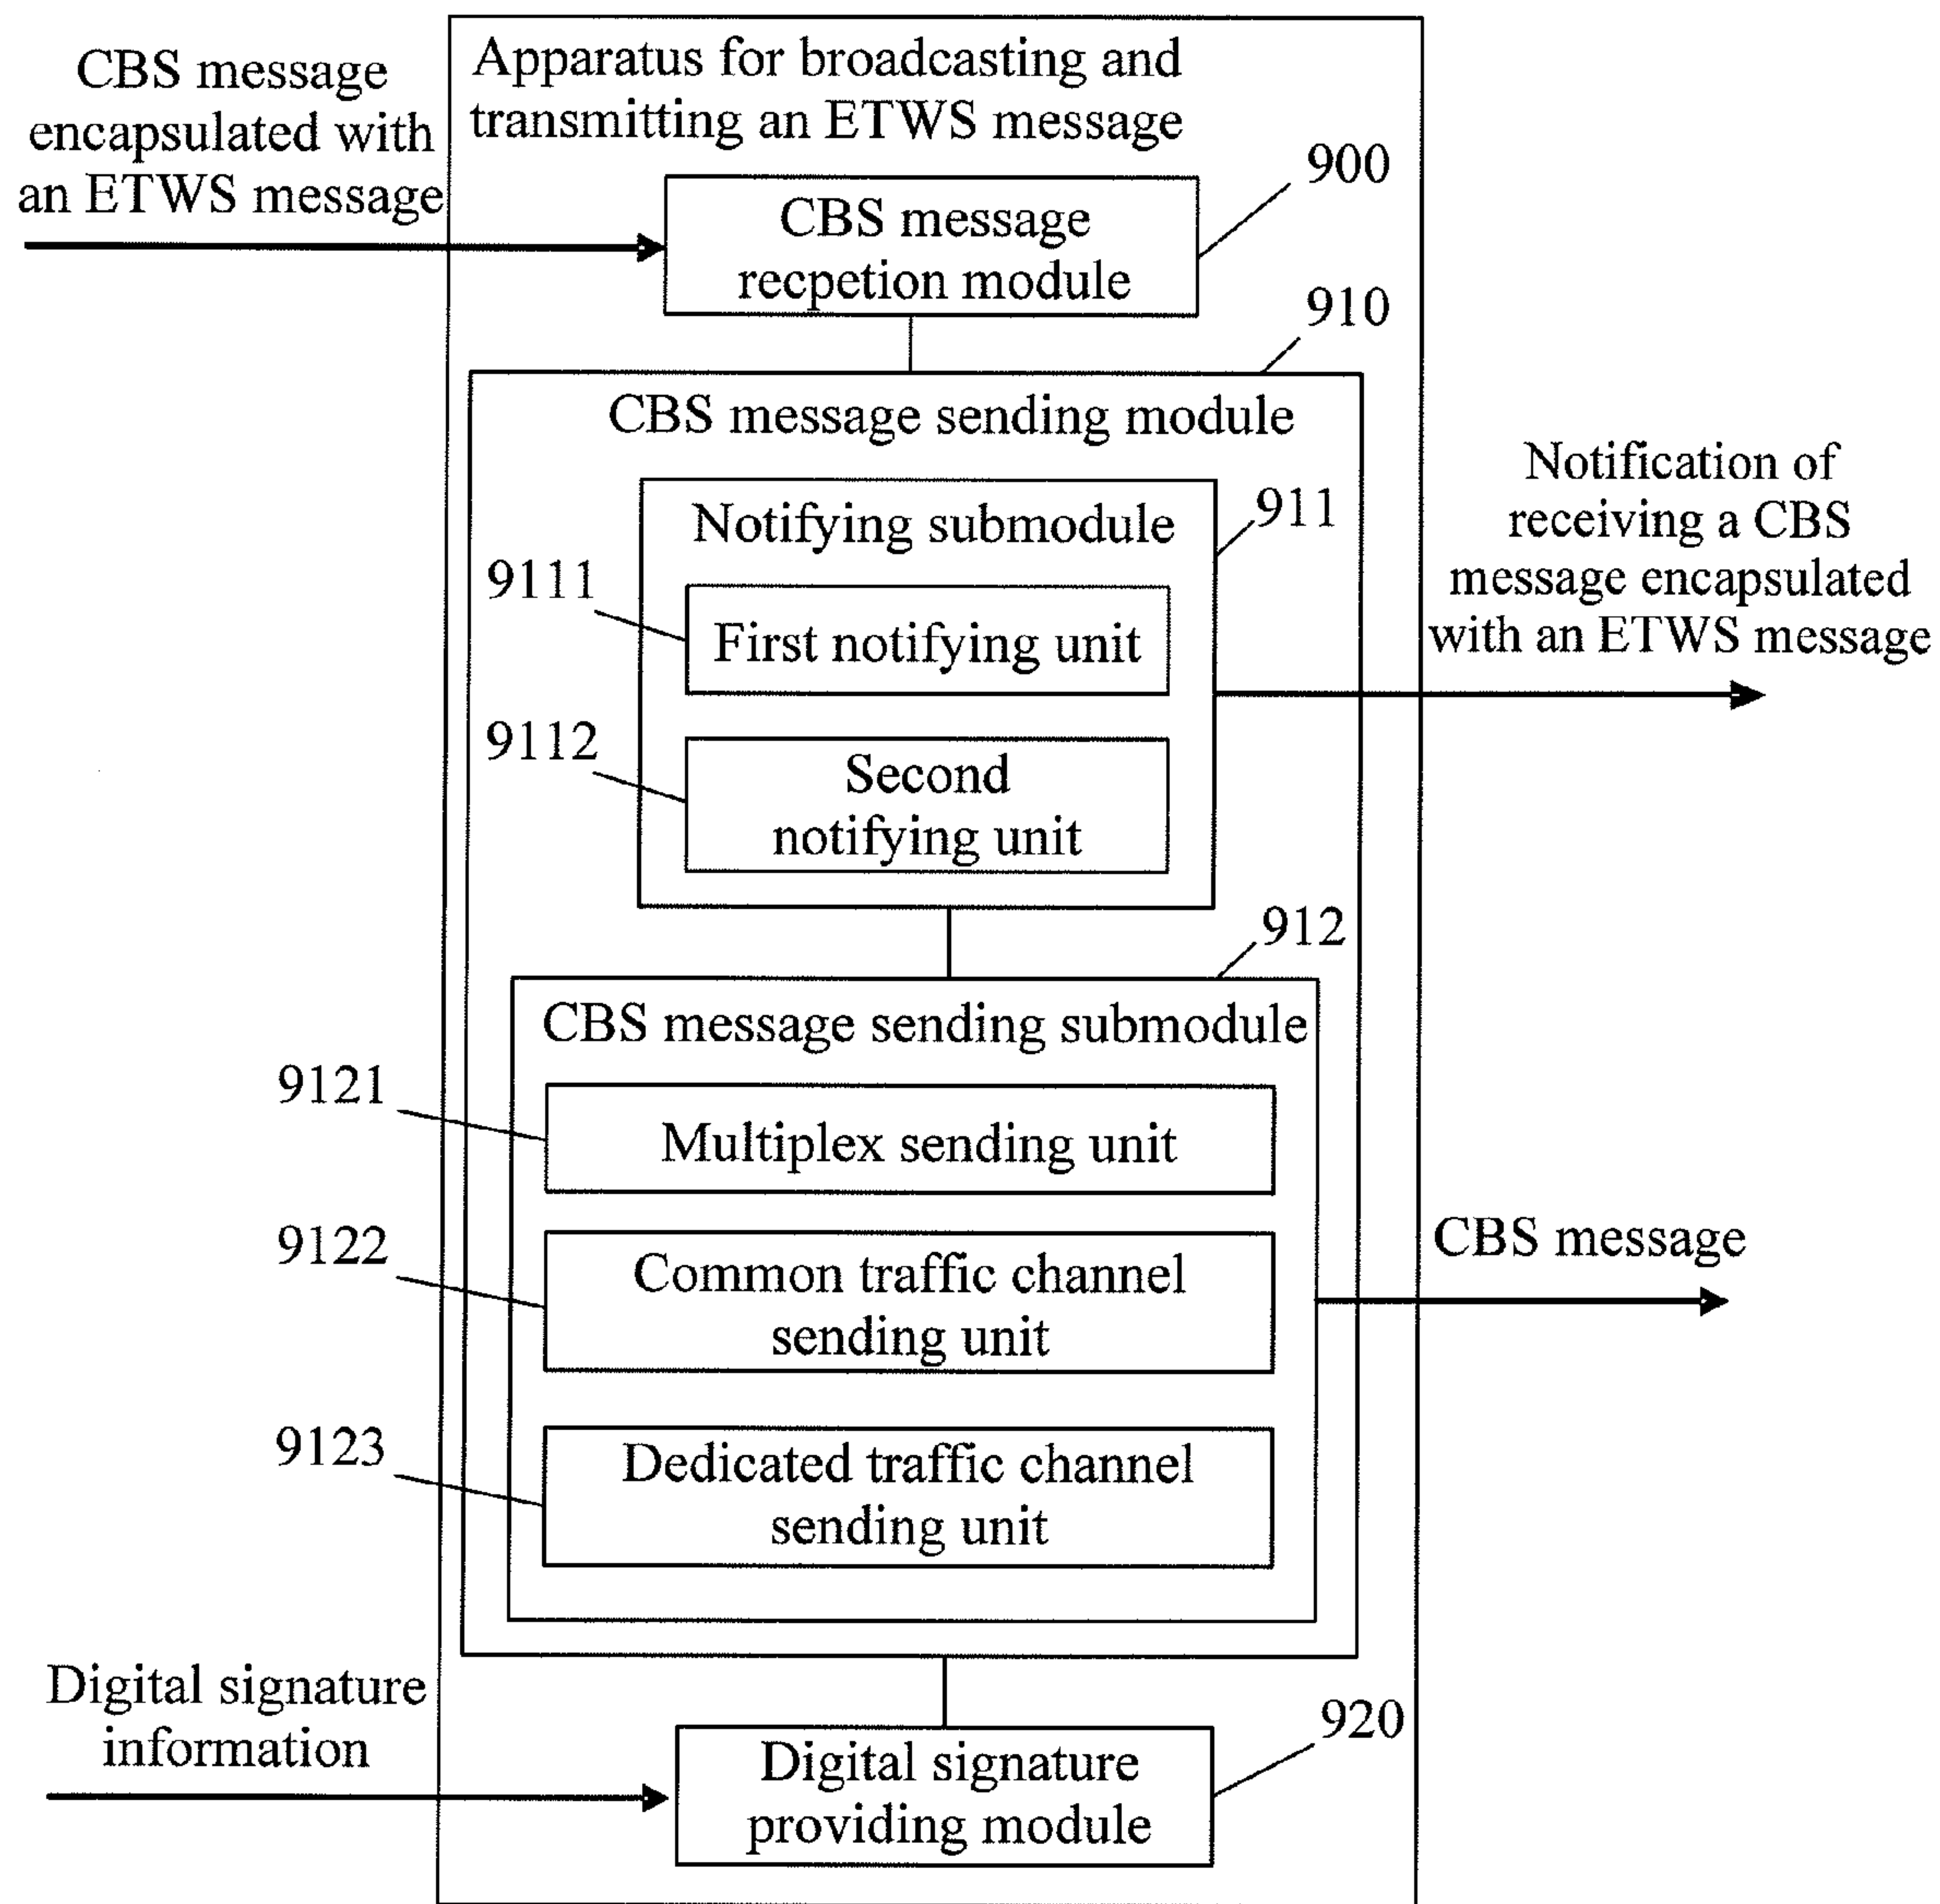 CBS message
encapsulated with
an ETWS message
Apparatus for broadcasting and
transmitting an ETWS message
900
CBS message
recpetion module
910
CBS message sending module
Notification of
receiving a CBS
message encapsulated
with an ETWS message
911
Notifying submodule
9111
First notifying unit
9112
Second
notifying unit
912
CBS message sending submodule
9121
Multiplex sending unit
9122
Common traffic channel
sending unit
CBS message
9123
Dedicated traffic channel
sending unit
Digital signature
information
920
Digital signature
providing module